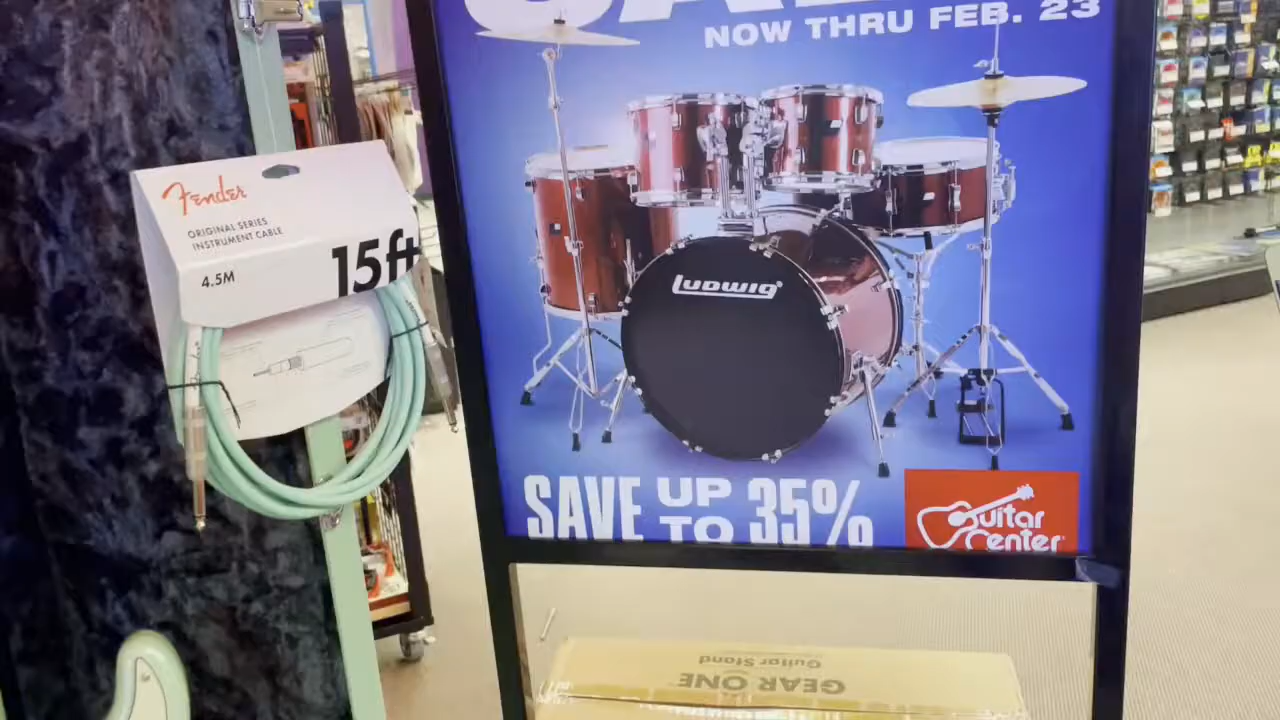 SALE
NOW THRU FEB. 23
Fender
ORIGINAL SERIES
INSTRUMENT CABLE
4.5M
15ft
Ludwig
SAVE UP TO 35%
Guitar
Center
GEAR ONE
Guitar Stand